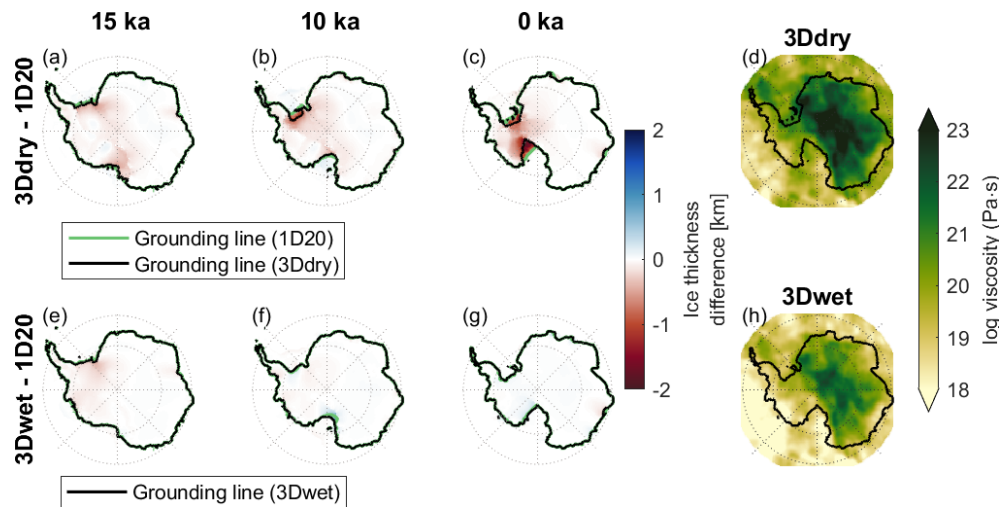 15 ka
10 ka
0 ka
3Ddry - 1D20
(a)
(b)
(c)
3Ddry
(d)
2
1
0
-1
-2
Ice thickness
difference [km]
23
22
21
20
19
18
log viscosity (Pa·s)
Grounding line (1D20)
Grounding line (3Ddry)
3Dwet - 1D20
(e)
(f)
(g)
3Dwet
(h)
Grounding line (3Dwet)